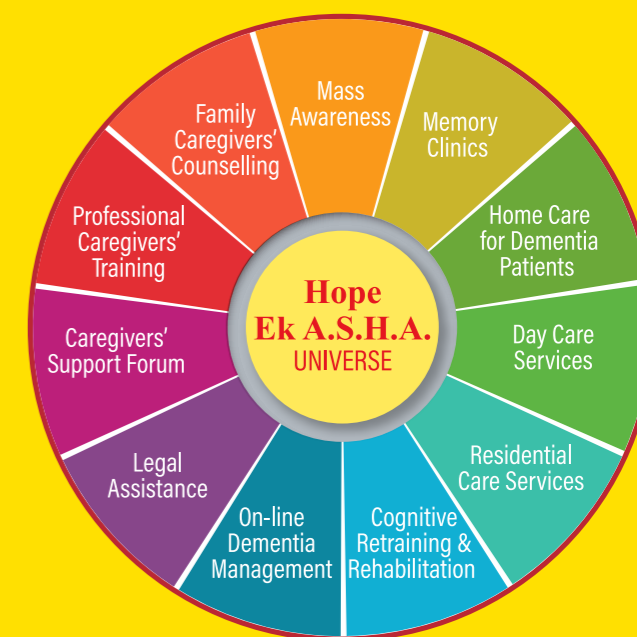 Mass
Awareness
Memory
Clinics
Home Care
for Dementia
Patients
Day Care
Services
Residential
Care Services
Cognitive
Retraining &
Rehabilitation
On-line
Dementia
Management
Legal
Assistance
Caregivers'
Support Forum
Professional
Caregivers'
Training
Family
Caregivers'
Counselling
Hope
Ek A.S.H.A.
UNIVERSE